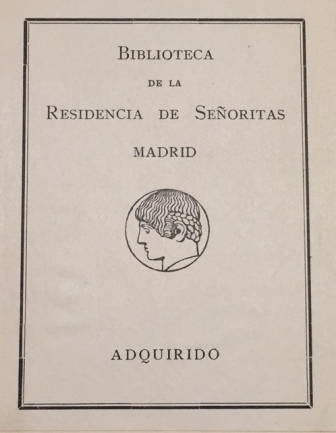 BIBLIOTECA
DE LA
RESIDENCIA DE SEÑORITAS
MADRID
ADQUIRIDO